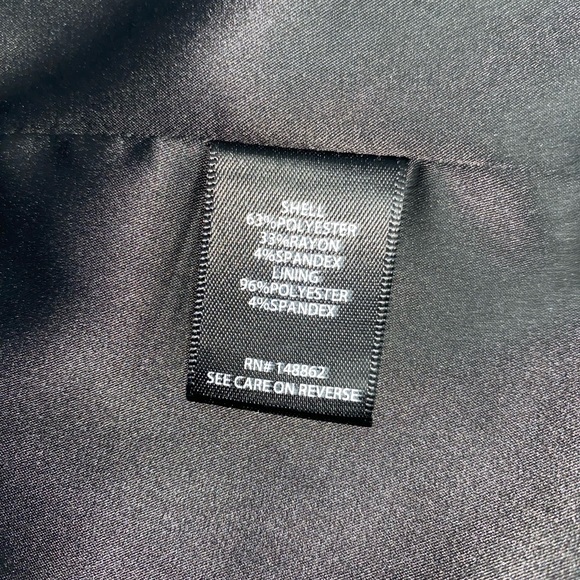 SHELL
63%POLYESTER
33%RAYON
4%SPANDEX
LINING
96%POLYESTER
4%SPANDEX
RN# 148862
SEE CARE ON REVERSE